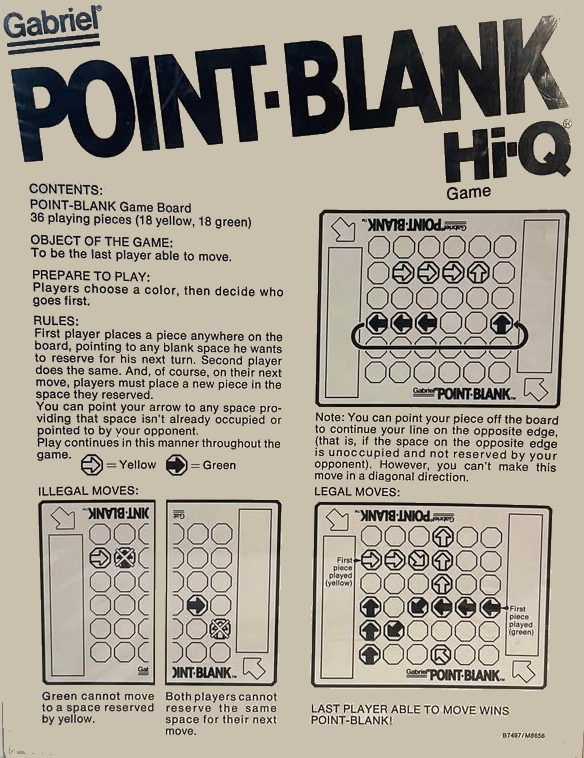 Gabriel®
POINT-BLANK
Hi-Q®
Game
CONTENTS:
POINT-BLANK Game Board
36 playing pieces (18 yellow, 18 green)
OBJECT OF THE GAME:
To be the last player able to move.
PREPARE TO PLAY:
Players choose a color, then decide who
goes first.
RULES:
First player places a piece anywhere on the
board, pointing to any blank space he wants
to reserve for his next turn. Second player
does the same. And, of course, on their next
move, players must place a new piece in the
space they reserved.
You can point your arrow to any space pro-
viding that space isn't already occupied or
pointed to by your opponent.
Play continues in this manner throughout the
game.
= Yellow = Green
Gabriel POINT-BLANK™
Gabriel POINT-BLANK™
Note: You can point your piece off the board
to continue your line on the opposite edge,
(that is, if the space on the opposite edge
is unoccupied and not reserved by your
opponent). However, you can't make this
move in a diagonal direction.
ILLEGAL MOVES:
INT-BLANK™
Gat
Green cannot move
to a space reserved
by yellow.
Gat
INT-BLANK™
Both players cannot
reserve the same
space for their next
move.
LEGAL MOVES:
Gabriel POINT-BLANK™
First
piece
played
(yellow)
First
piece
played
(green)
Gabriel POINT-BLANK™
LAST PLAYER ABLE TO MOVE WINS
POINT-BLANK!
B7497/M8656